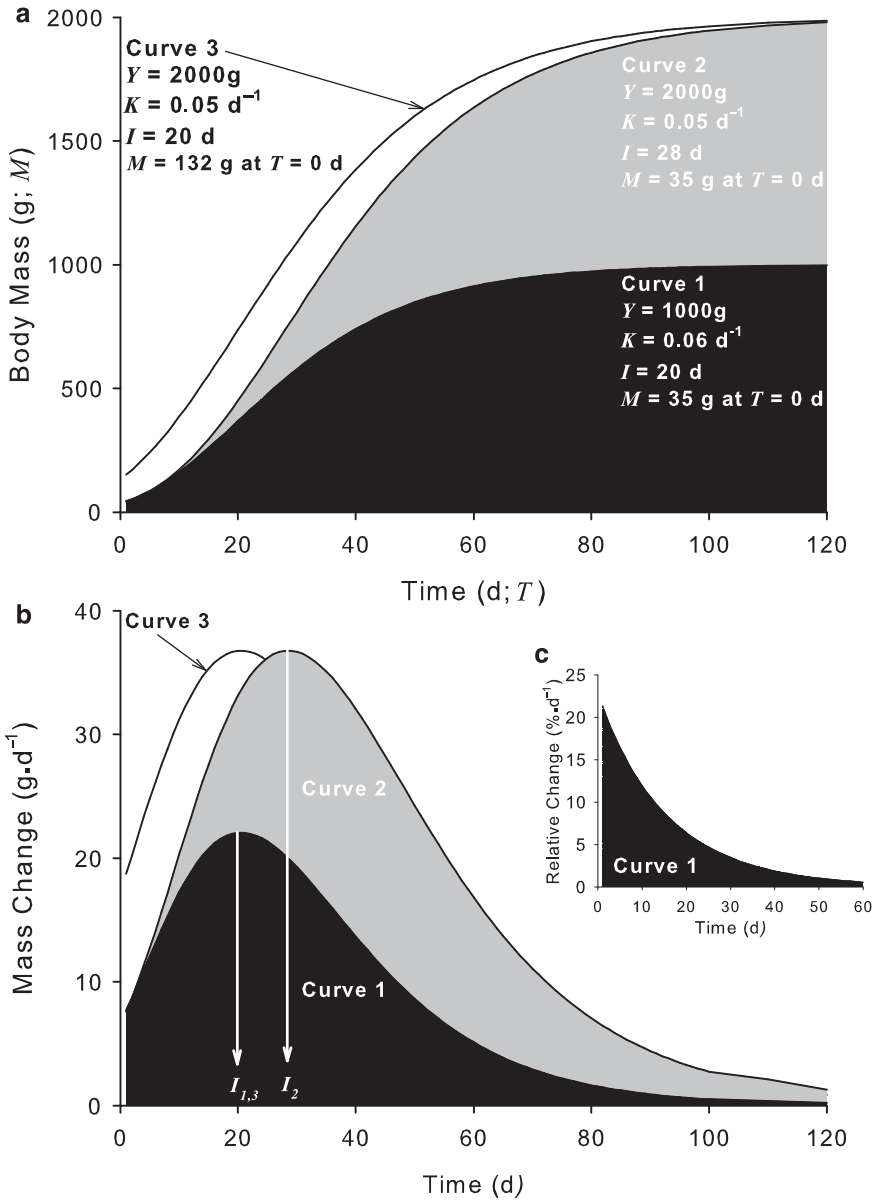 a
2000
1500
1000
500
0
Body Mass (g; M)
Curve 3
Y = 2000g
K = 0.05 d⁻¹
I = 20 d
M = 132 g at T = 0 d
Curve 2
Y = 2000g
K = 0.05 d⁻¹
I = 28 d
M = 35 g at T = 0 d
Curve 1
Y = 1000g
K = 0.06 d⁻¹
I = 20 d
M = 35 g at T = 0 d
0 20 40 60 80 100 120
Time (d; T)
b
40
30
20
10
0
Mass Change (g▪d⁻¹)
Curve 3
Curve 2
Curve 1
I1,3 I2
0 20 40 60 80 100 120
Time (d)
c
25
20
15
10
5
0
Relative Change (%▪d⁻¹)
Curve 1
0 10 20 30 40 50 60
Time (d)